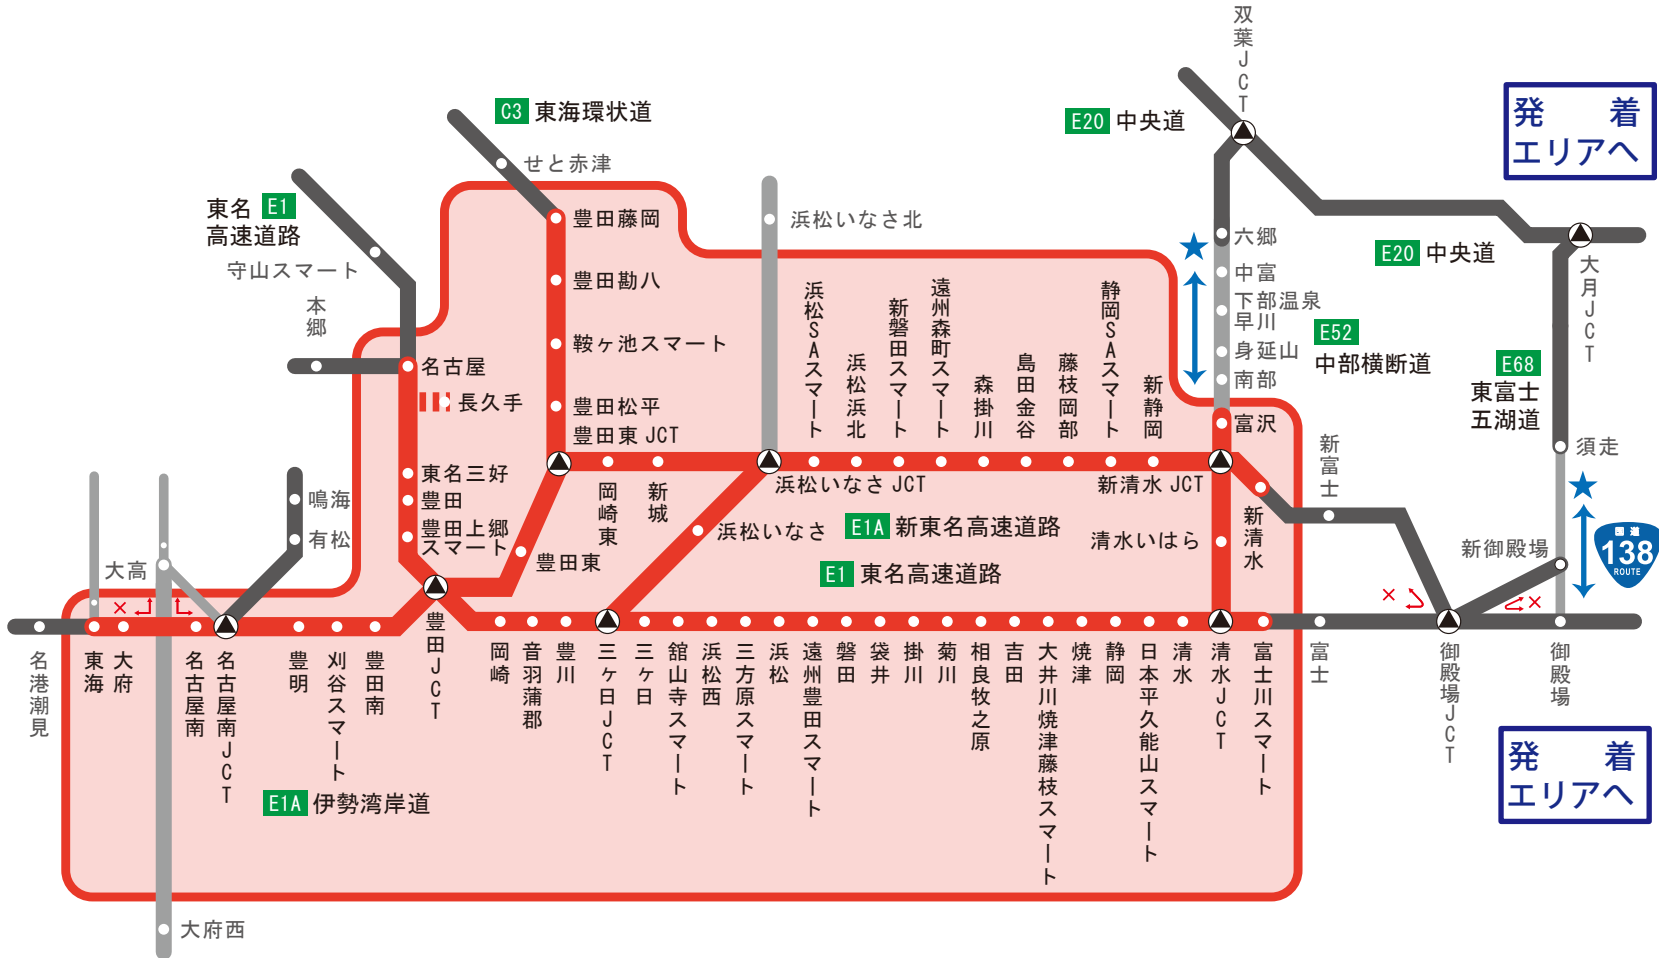 双葉JCT
C3 東海環状道
E20 中央道
発着
エリアへ
せと赤津
東名 E1
高速道路
守山スマート
本郷
豊田藤岡
浜松いなさ北
六郷
E20 中央道
大月JCT
豊田勘八
中富
下部温泉
早川
E52
中部横断道
身延山
南部
E68
東富士
五湖道
鞍ヶ池スマート
名古屋
長久手
豊田松平
豊田東JCT
浜松SAスマート
浜松浜北
新磐田スマート
遠州森町スマート
森掛川
島田金谷
藤枝岡部
静岡SAスマート
新静岡
富沢
新富士
須走
東名三好
豊田
豊田上郷
スマート
鳴海
有松
大高
岡崎東
新城
浜松いなさJCT
新清水JCT
浜松いなさ
E1A 新東名高速道路
清水いはら
新清水
新御殿場
国道
138
ROUTE
豊田東
E1 東名高速道路
×
×
×
名港潮見
東海
大府
名古屋南
名古屋南JCT
豊明
刈谷スマート
豊田南
豊田JCT
岡崎
音羽蒲郡
豊川
三ヶ日JCT
三ヶ日
舘山寺スマート
浜松西
三方原スマート
浜松
遠州豊田スマート
磐田
袋井
掛川
菊川
相良牧之原
吉田
大井川焼津藤枝スマート
焼津
静岡
日本平久能山スマート
清水
清水JCT
富士川スマート
富士
御殿場JCT
御殿場
発着
エリアへ
E1A 伊勢湾岸道
大府西